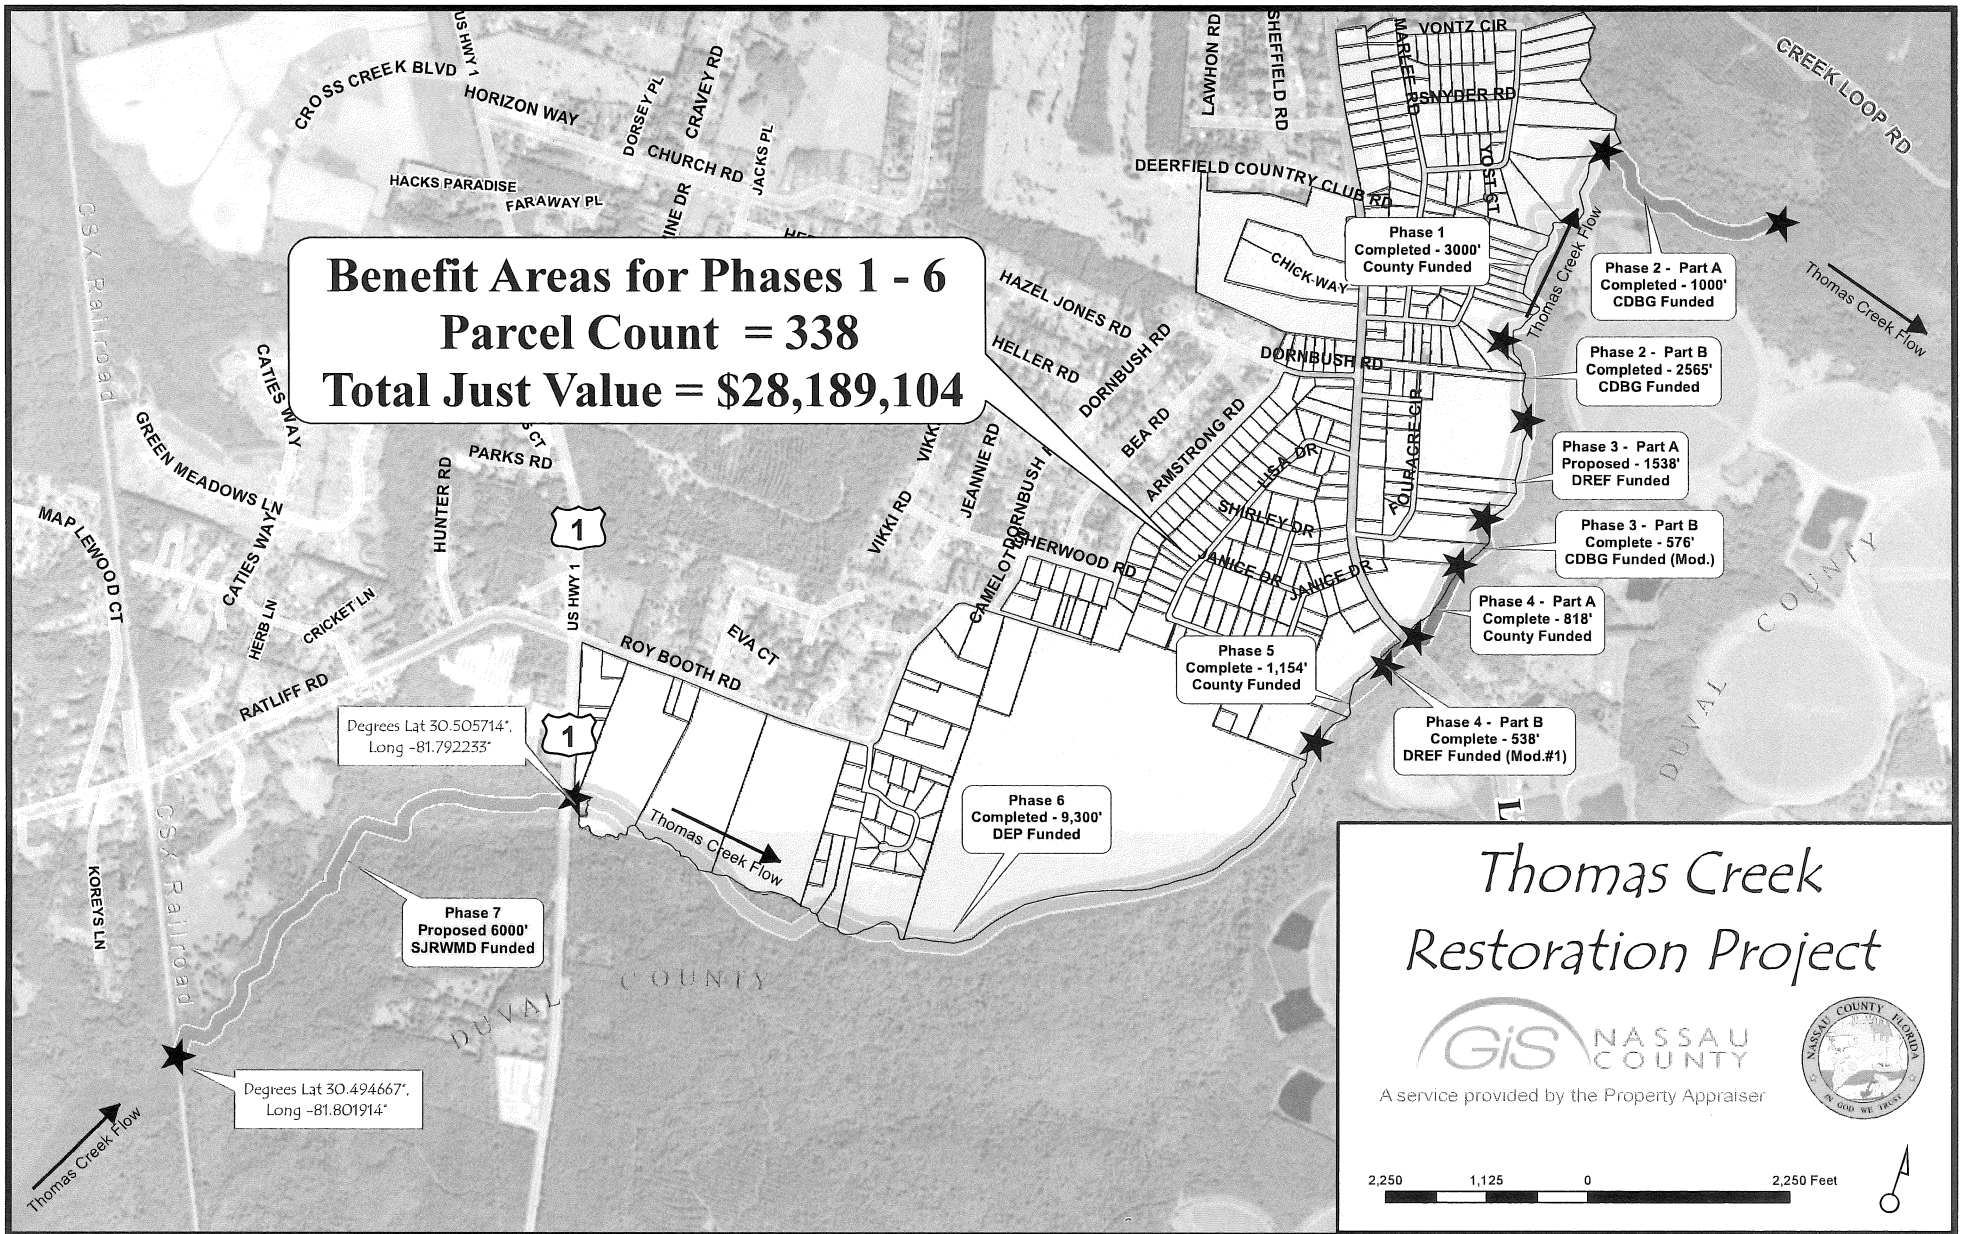 US HWY 1
CROSS CREEK BLVD
HORIZON WAY
DORSEY PL
CRAVEY RD
CHURCH RD
JACKS PL
HACKS PARADISE
FARAWAY PL
LAWHON RD
SHEFFIELD RD
MARLEE RD
VONTZ CIR
SNYDER RD
YOST CT
CREEK LOOP RD
DEERFIELD COUNTRY CLUB RD
CHICK-WAY
Phase 1
Completed - 3000'
County Funded
Thomas Creek Flow
Phase 2 - Part A
Completed - 1000'
CDBG Funded
Thomas Creek Flow
Benefit Areas for Phases 1 - 6
Parcel Count = 338
Total Just Value = $28,189,104
HAZEL JONES RD
HELLER RD
DORNBUSH RD
DORNBUSH RD
Phase 2 - Part B
Completed - 2565'
CDBG Funded
CSX Railroad
CATIES WAY
GREEN MEADOWS LN
PARKS RD
HUNTER RD
BEA RD
ARMSTRONG RD
LISA DR
FOURACRE CIR
Phase 3 - Part A
Proposed - 1538'
DREF Funded
VIKKI RD
JEANNIE RD
SHIRLEY DR
MAPLEWOOD CT
CATIES WAY
1
VIKKI
DORNBUSH
SHERWOOD RD
JANICE DR
JANICE DR
Phase 3 - Part B
Complete - 576'
CDBG Funded (Mod.)
DUVAL COUNTY
HERB LN
CRICKET LN
US HWY 1
CAMELOT
Phase 4 - Part A
Complete - 818'
County Funded
RATLIFF RD
ROY BOOTH RD
EVA CT
Phase 5
Complete - 1,154'
County Funded
Degrees Lat 30.505714°,
Long -81.792233°
1
Phase 4 - Part B
Complete - 538'
DREF Funded (Mod.#1)
Thomas Creek Flow
Phase 6
Completed - 9,300'
DEP Funded
CSX Railroad
KOREYS LN
Phase 7
Proposed 6000'
SJRWMD Funded
DUVAL COUNTY
Degrees Lat 30.494667°,
Long -81.801914°
Thomas Creek Flow
Thomas Creek
Restoration Project
GiS NASSAU
COUNTY
A service provided by the Property Appraiser
NASSAU COUNTY FLORIDA
IN GOD WE TRUST
2,250 1,125 0 2,250 Feet